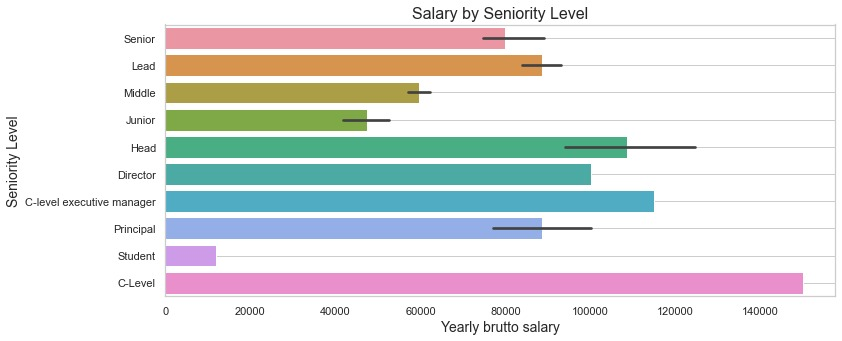 Salary by Seniority Level
Seniority Level
Senior
Lead
Middle
Junior
Head
Director
C-level executive manager
Principal
Student
C-Level
0 20000 40000 60000 80000 100000 120000 140000
Yearly brutto salary